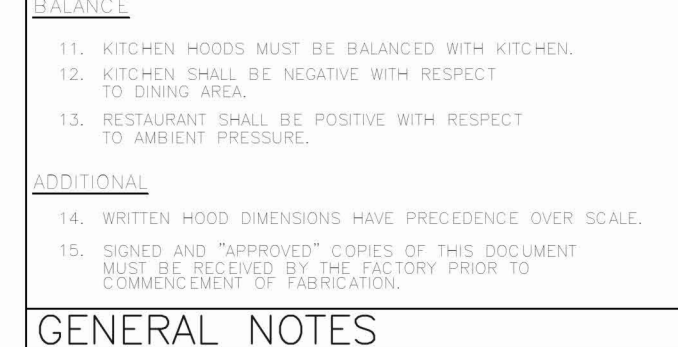 BALANCE
11. KITCHEN HOODS MUST BE BALANCED WITH KITCHEN.
12. KITCHEN SHALL BE NEGATIVE WITH RESPECT
TO DINING AREA.
13. RESTAURANT SHALL BE POSITIVE WITH RESPECT
TO AMBIENT PRESSURE.
ADDITIONAL
14. WRITTEN HOOD DIMENSIONS HAVE PRECEDENCE OVER SCALE.
15. SIGNED AND "APPROVED" COPIES OF THIS DOCUMENT
MUST BE RECEIVED BY THE FACTORY PRIOR TO
COMMENCEMENT OF FABRICATION.
GENERAL NOTES